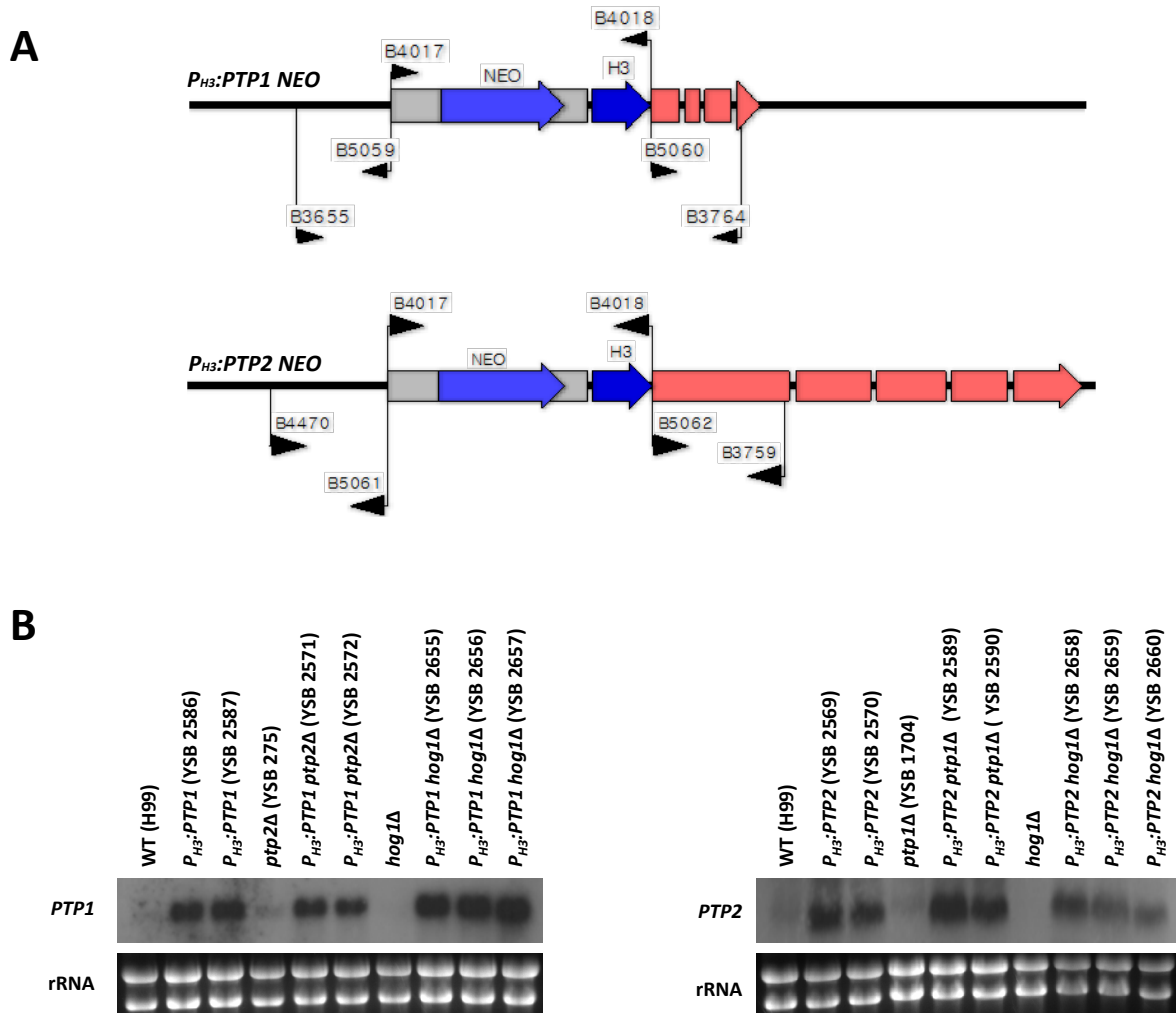 A
B4018
B4017
PH3:PTP1 NEO
NEO
H3
B5059
B5060
B3655
B3764
B4017
B4018
PH3:PTP2 NEO
NEO
H3
B4470
B5062
B3759
B5061
B
WT (H99)
PH3:PTP1 (YSB 2586)
PH3:PTP1 (YSB 2587)
ptp2Δ (YSB 275)
PH3:PTP1 ptp2Δ (YSB 2571)
PH3:PTP1 ptp2Δ (YSB 2572)
hog1Δ
PH3:PTP1 hog1Δ (YSB 2655)
PH3:PTP1 hog1Δ (YSB 2656)
PH3:PTP1 hog1Δ (YSB 2657)
PTP1
rRNA
WT (H99)
PH3:PTP2 (YSB 2569)
PH3:PTP2 (YSB 2570)
ptp1Δ (YSB 1704)
PH3:PTP2 ptp1Δ (YSB 2589)
PH3:PTP2 ptp1Δ ( YSB 2590)
hog1Δ
PH3:PTP2 hog1Δ (YSB 2658)
PH3:PTP2 hog1Δ (YSB 2659)
PH3:PTP2 hog1Δ (YSB 2660)
PTP2
rRNA